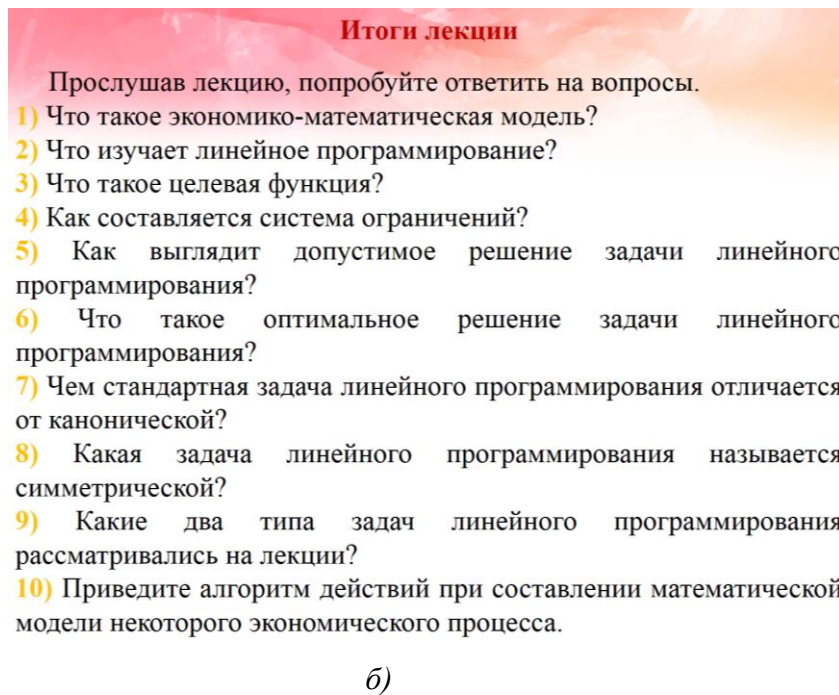 Итоги лекции
Прослушав лекцию, попробуйте ответить на вопросы.
1) Что такое экономико-математическая модель?
2) Что изучает линейное программирование?
3) Что такое целевая функция?
4) Как составляется система ограничений?
5) Как выглядит допустимое решение задачи линейного
программирования?
6) Что такое оптимальное решение задачи линейного
программирования?
7) Чем стандартная задача линейного программирования отличается
от канонической?
8) Какая задача линейного программирования называется
симметрической?
9) Какие два типа задач линейного программирования
рассматривались на лекции?
10) Приведите алгоритм действий при составлении математической
модели некоторого экономического процесса.
б)